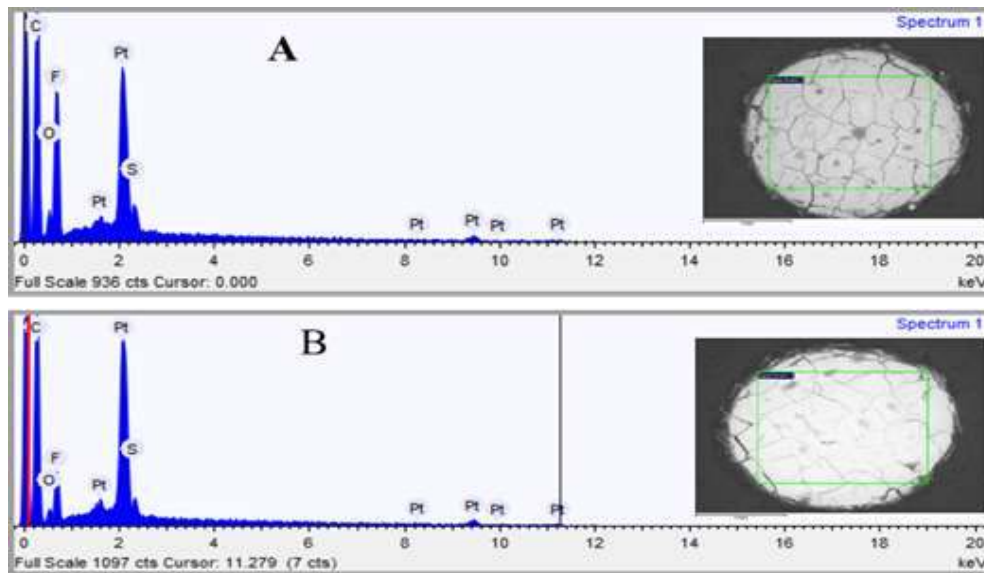 Spectrum 1
A
C
F
O
Pt
Pt
S
Pt
Pt
Pt
Pt
0 2 4 6 8 10 12 14 16 18 20
Full Scale 936 cts Cursor: 0.000 keV
Spectrum 1
B
C
F
O
Pt
Pt
S
Pt
Pt
Pt
Pt
0 2 4 6 8 10 12 14 16 18 20
Full Scale 1097 cts Cursor: 11.279 (7 cts) keV